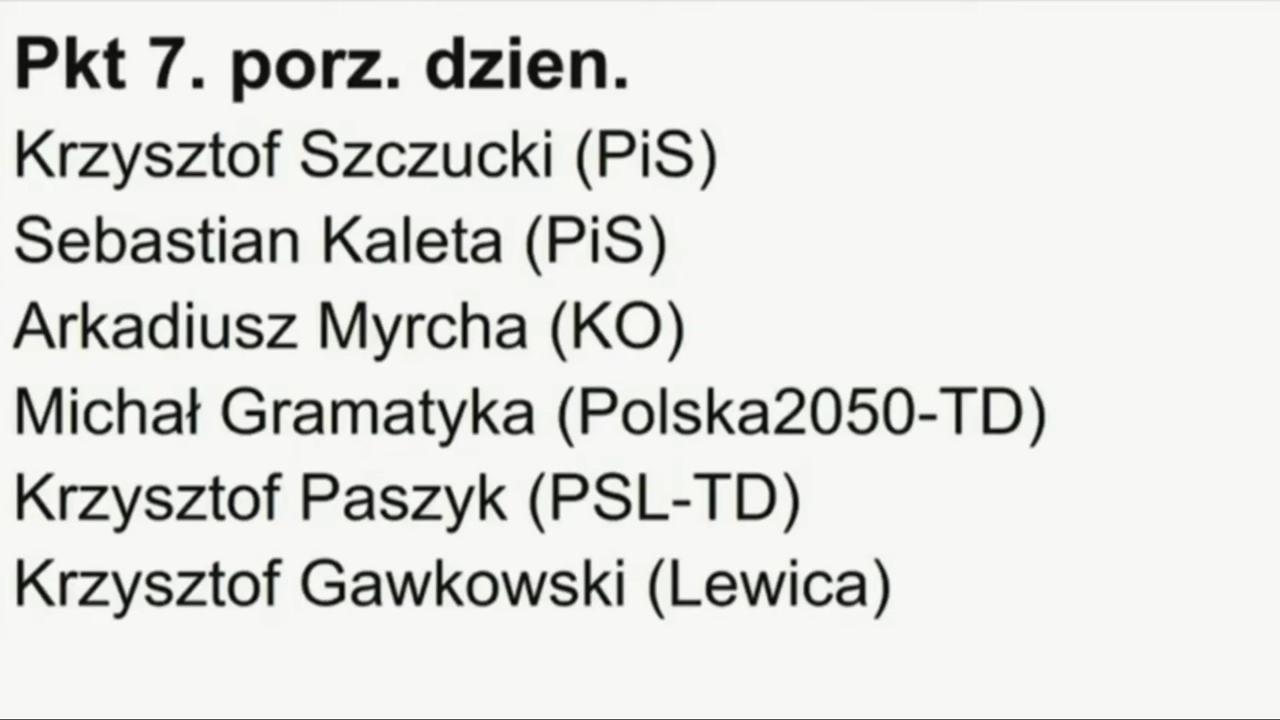 Pkt 7. porz. dzien.
Krzysztof Szczucki (PiS)
Sebastian Kaleta (PiS)
Arkadiusz Myrcha (KO)
Michał Gramatyka (Polska2050-TD)
Krzysztof Paszyk (PSL-TD)
Krzysztof Gawkowski (Lewica)